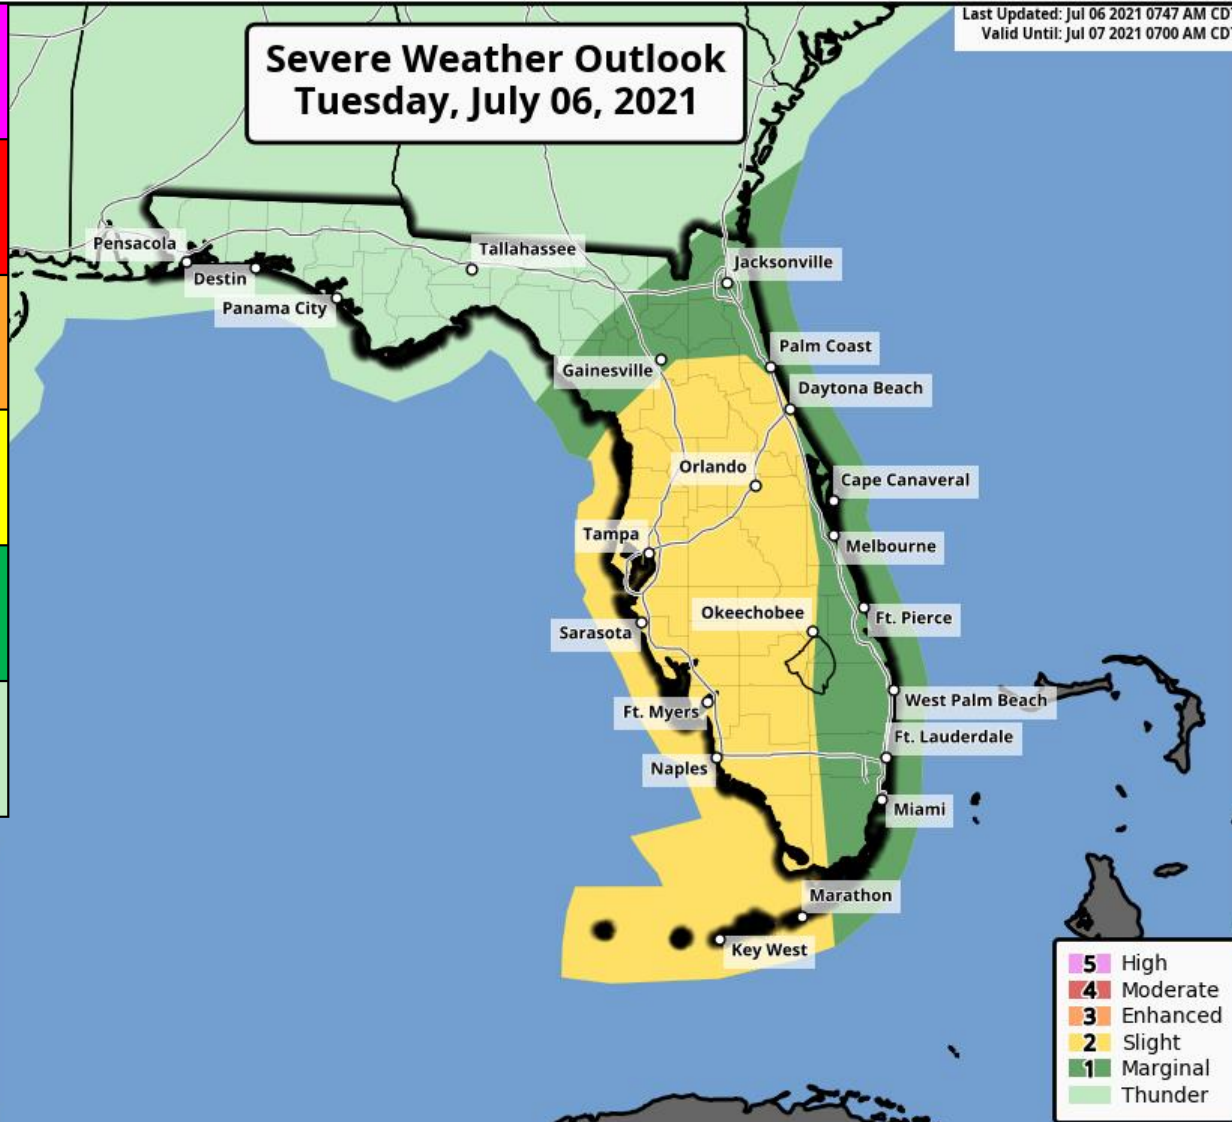 Last Updated: Jul 06 2021 0747 AM CD
Valid Until: Jul 07 2021 0700 AM CD
Severe Weather Outlook
Tuesday, July 06, 2021
Pensacola
Tallahassee
Jacksonville
Destin
Panama City
Palm Coast
Gainesville
Daytona Beach
Orlando
Cape Canaveral
Tampa
Melbourne
Okeechobee
Ft. Pierce
Sarasota
West Palm Beach
Ft. Myers
Ft. Lauderdale
Naples
Miami
Marathon
Key West
5 High
4 Moderate
3 Enhanced
2 Slight
1 Marginal
Thunder